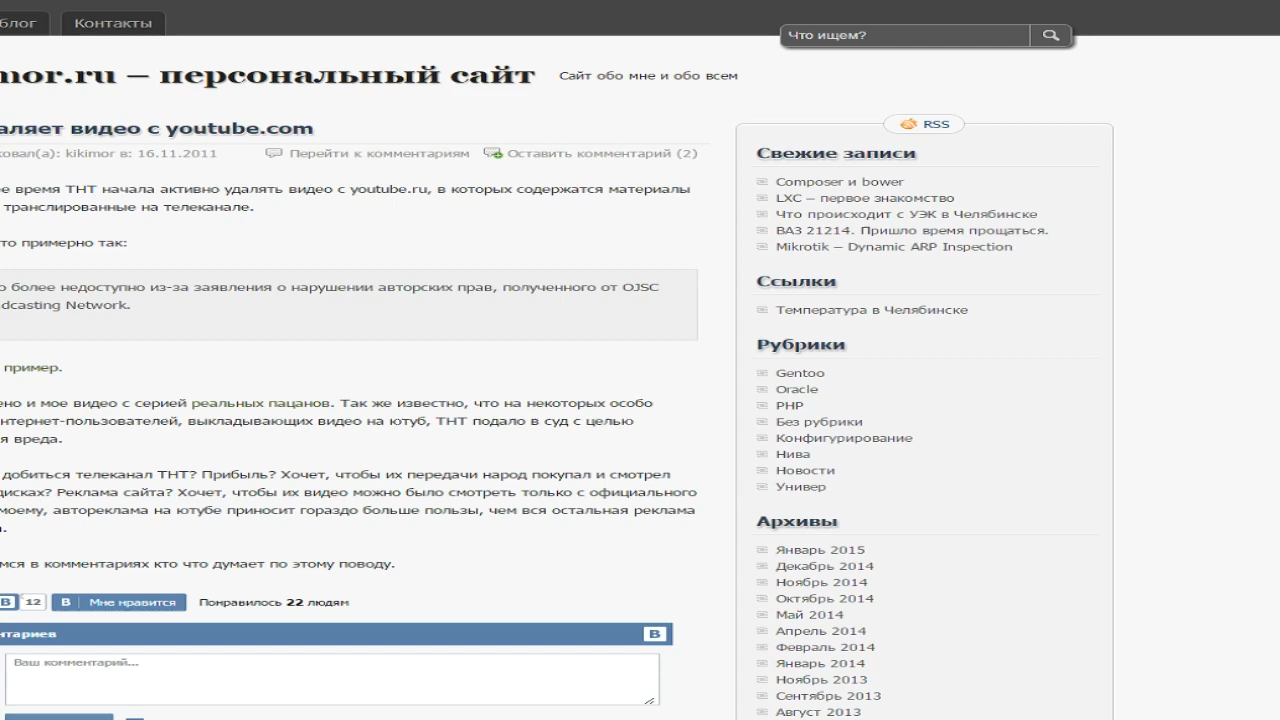 блог
Контакты
Что ищем?
mor.ru – персональный сайт
Сайт обо мне и обо всем
аляет видео с youtube.com
ковал(а): kikimor в: 16.11.2011
Перейти к комментариям
Оставить комментарий (2)
е время ТНТ начала активно удалять видео с youtube.ru, в которых содержатся материалы
транслированные на телеканале.
то примерно так:
о более недоступно из-за заявления о нарушении авторских прав, полученного от OJSC
dcasting Network.
пример.
ено и мое видео с серией реальных пацанов. Так же известно, что на некоторых особо
нтернет-пользователей, выкладывающих видео на ютуб, ТНТ подало в суд с целью
я вреда.
добиться телеканал ТНТ? Прибыль? Хочет, чтобы их передачи народ покупал и смотрел
дисках? Реклама сайта? Хочет, чтобы их видео можно было смотреть только с официального
моему, автореклама на ютубе приносит гораздо больше пользы, чем вся остальная реклама
.
мся в комментариях кто что думает по этому поводу.
B 12
B Мне нравится
Понравилось 22 людям
нтариев
B
Ваш комментарий...
RSS
Свежие записи
Composer и bower
LXC – первое знакомство
Что происходит с УЭК в Челябинске
ВАЗ 21214. Пришло время прощаться.
Mikrotik – Dynamic ARP Inspection
Ссылки
Температура в Челябинске
Рубрики
Gentoo
Oracle
PHP
Без рубрики
Конфигурирование
Нива
Новости
Универ
Архивы
Январь 2015
Декабрь 2014
Ноябрь 2014
Октябрь 2014
Май 2014
Апрель 2014
Февраль 2014
Январь 2014
Ноябрь 2013
Сентябрь 2013
Август 2013